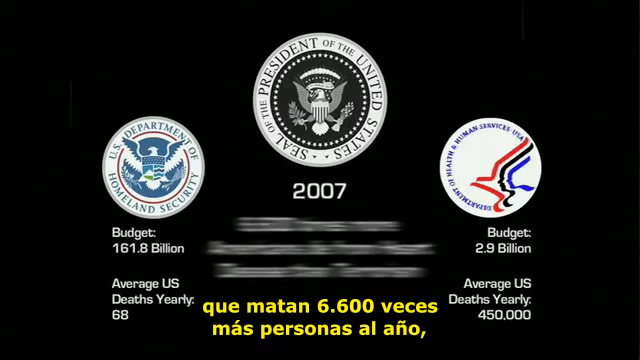 SEAL OF THE PRESIDENT OF THE UNITED STATES
U.S. DEPARTMENT OF HOMELAND SECURITY
DEPARTMENT OF HEALTH & HUMAN SERVICES·USA
2007
Budget:
161.8 Billion
Average US
Deaths Yearly:
68
Budget:
2.9 Billion
Average US
Deaths Yearly:
450,000
que matan 6.600 veces
más personas al año,